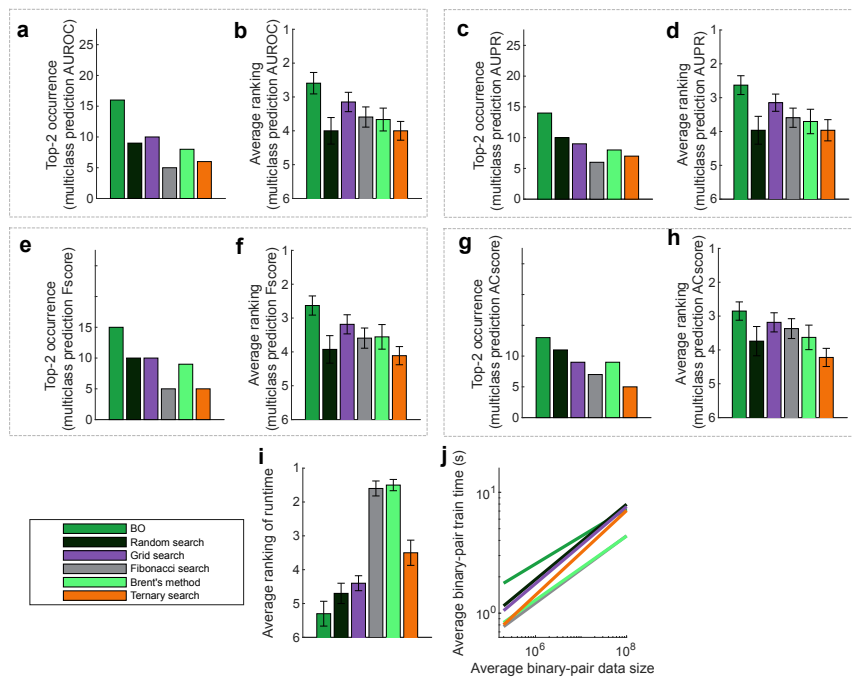 a
Top-2 occurrence
(multiclass prediction AUROC)
25
20
15
10
5
0
b
Average ranking
(multiclass prediction AUROC)
1
2
3
4
5
6
c
Top-2 occurrence
(multiclass prediction AUPR)
25
20
15
10
5
0
d
Average ranking
(multiclass prediction AUPR)
1
3
4
5
6
e
Top-2 occurrence
(multiclass prediction Fscore)
15
10
5
0
f
Average ranking
(multiclass prediction Fscore)
1
2
3
4
5
6
g
Top-2 occurrence
(multiclass prediction ACscore)
10
5
0
h
Average ranking
(multiclass prediction ACscore)
1
2
3
4
5
6
BO
Random search
Grid search
Fibonacci search
Brent's method
Ternary search
i
Average ranking of runtime
1
2
3
4
5
6
j
Average binary-pair train time (s)
10¹
10⁰
10⁶
10⁸
Average binary-pair data size